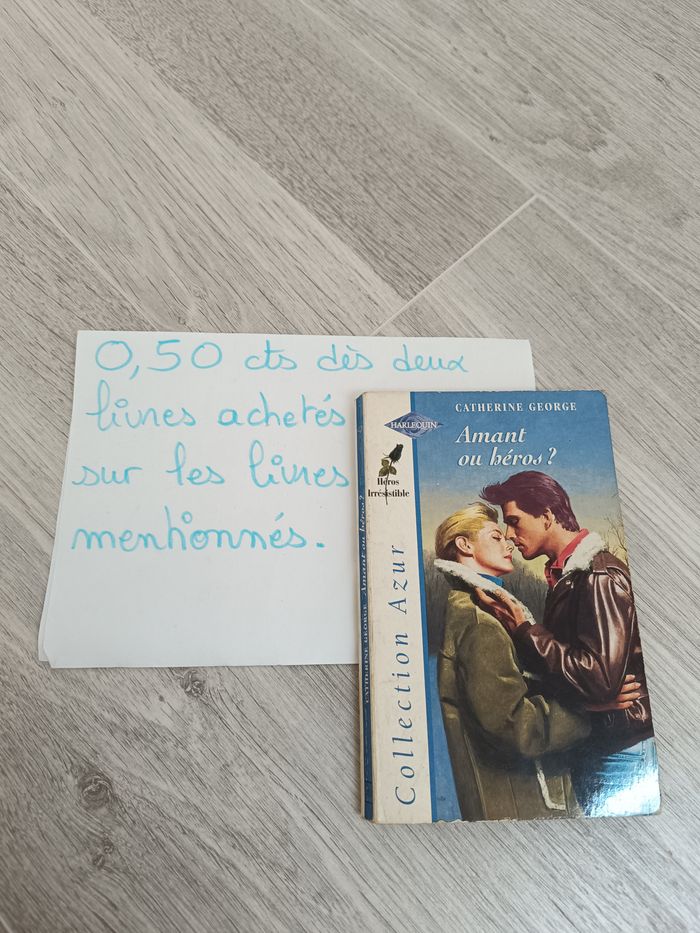 0,50 cts dès deux
livres achetés
sur les livres
mentionnés.
HARLEQUIN
CATHERINE GEORGE
Amant
ou héros?
Héros
Irrésistible
Collection Azur
CATHERINE GEORGE Amant ou héros?